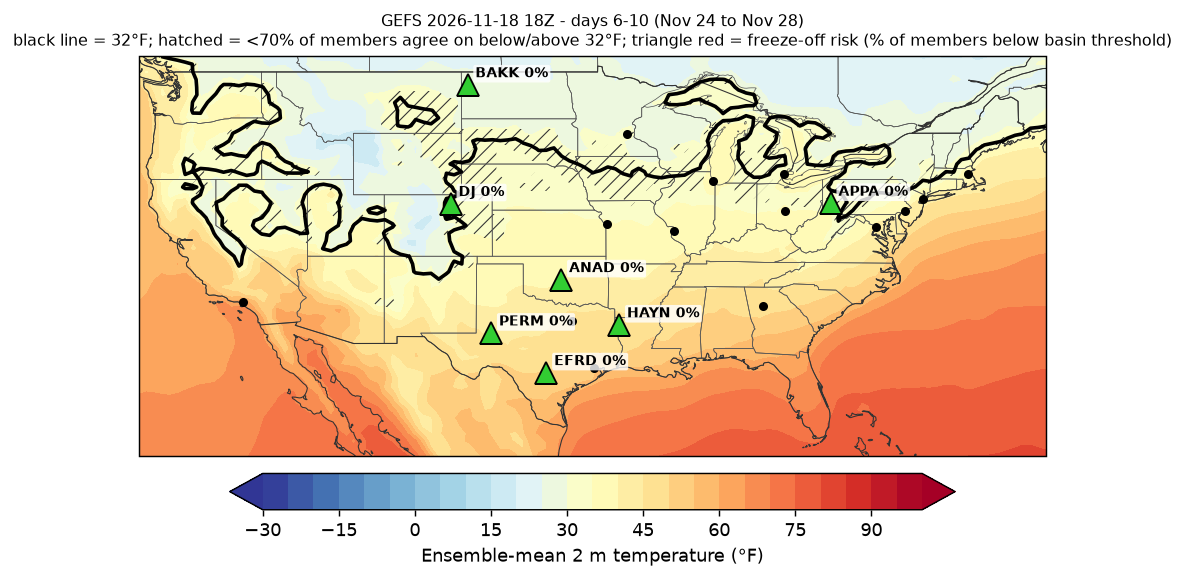 GEFS 2026-11-18 18Z - days 6-10 (Nov 24 to Nov 28)
black line = 32°F; hatched = <70% of members agree on below/above 32°F; triangle red = freeze-off risk (% of members below basin threshold)
BAKK 0%
DJ 0%
APPA 0%
ANAD 0%
HAYN 0%
PERM 0%
EFRD 0%
−30 −15 0 15 30 45 60 75 90
Ensemble-mean 2 m temperature (°F)